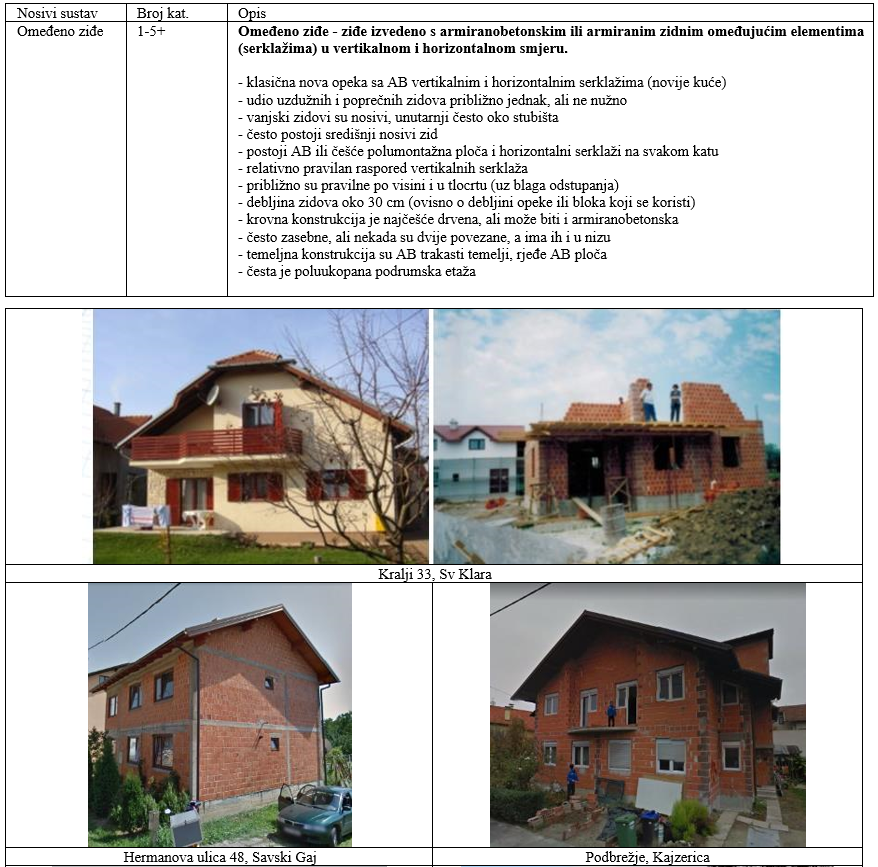 Nosivi sustav Broj kat. Opis
Omeđeno ziđe 1-5+ Omeđeno ziđe - ziđe izvedeno s armiranobetonskim ili armiranim zidnim omeđujućim elementima
(serklažima) u vertikalnom i horizontalnom smjeru.
- klasična nova opeka sa AB vertikalnim i horizontalnim serklažima (novije kuće)
- udio uzdužnih i poprečnih zidova približno jednak, ali ne nužno
- vanjski zidovi su nosivi, unutarnji često oko stubišta
- često postoji središnji nosivi zid
- postoji AB ili češće polumontažna ploča i horizontalni serklaži na svakom katu
- relativno pravilan raspored vertikalnih serklaža
- približno su pravilne po visini i u tlocrtu (uz blaga odstupanja)
- debljina zidova oko 30 cm (ovisno o debljini opeke ili bloka koji se koristi)
- krovna konstrukcija je najčešće drvena, ali može biti i armiranobetonska
- često zasebne, ali nekada su dvije povezane, a ima ih i u nizu
- temeljna konstrukcija su AB trakasti temelji, rjeđe AB ploča
- česta je poluukopana podrumska etaža
Kralji 33, Sv Klara
Hermanova ulica 48, Savski Gaj
Podbrežje, Kajzerica